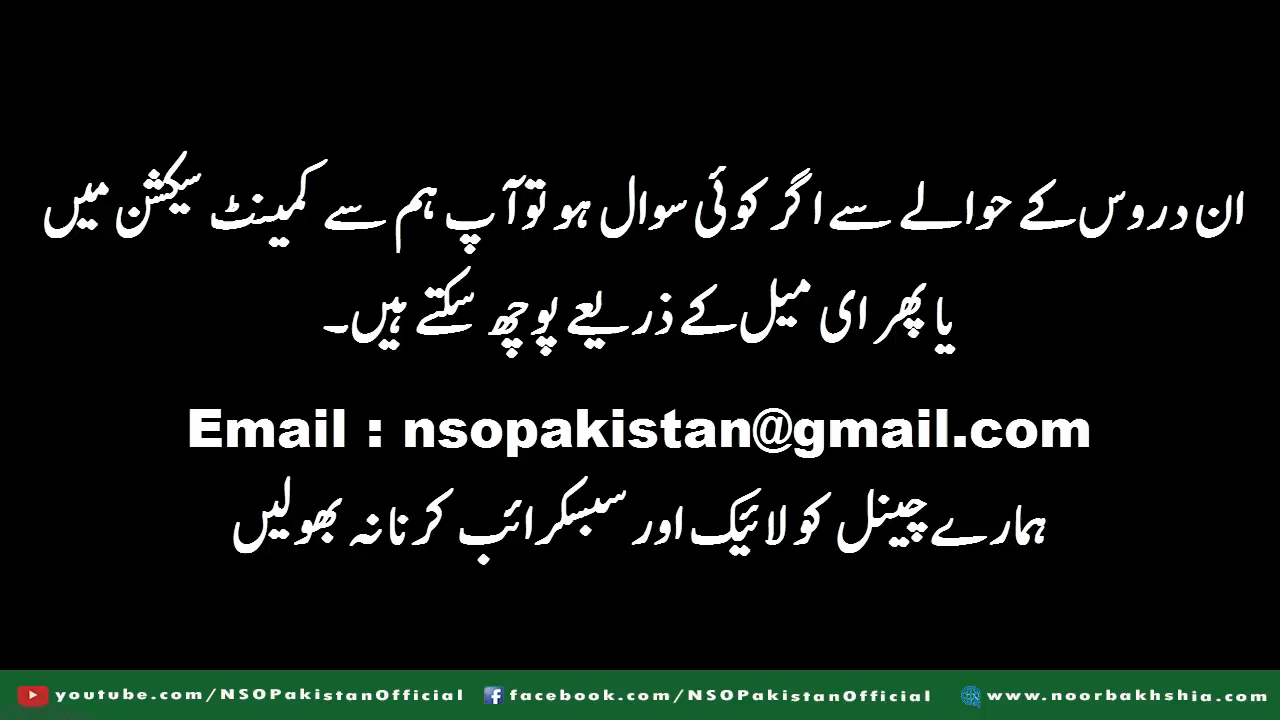 ان دروس کے حوالے سے اگر کوئی سوال ہو تو آپ ہم سے کمینٹ سیکشن میں
یا پھر ای میل کے ذریعے پوچھ سکتے ہیں۔
Email : nsopakistan@gmail.com
ہمارے چینل کو لائیک اور سبسکرائب کرنا نہ بھولیں
youtube.com/NSOPakistanOfficial facebook.com/NSOPakistanOfficial www.noorbakhshia.com